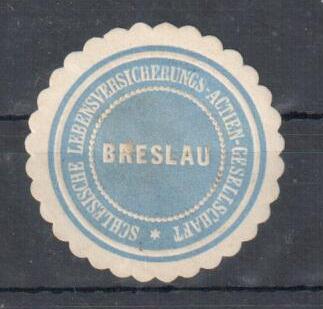 SCHLESISCHE LEBENSVERSICHERUNGS-ACTIEN-GESELLSCHAFT *
BRESLAU